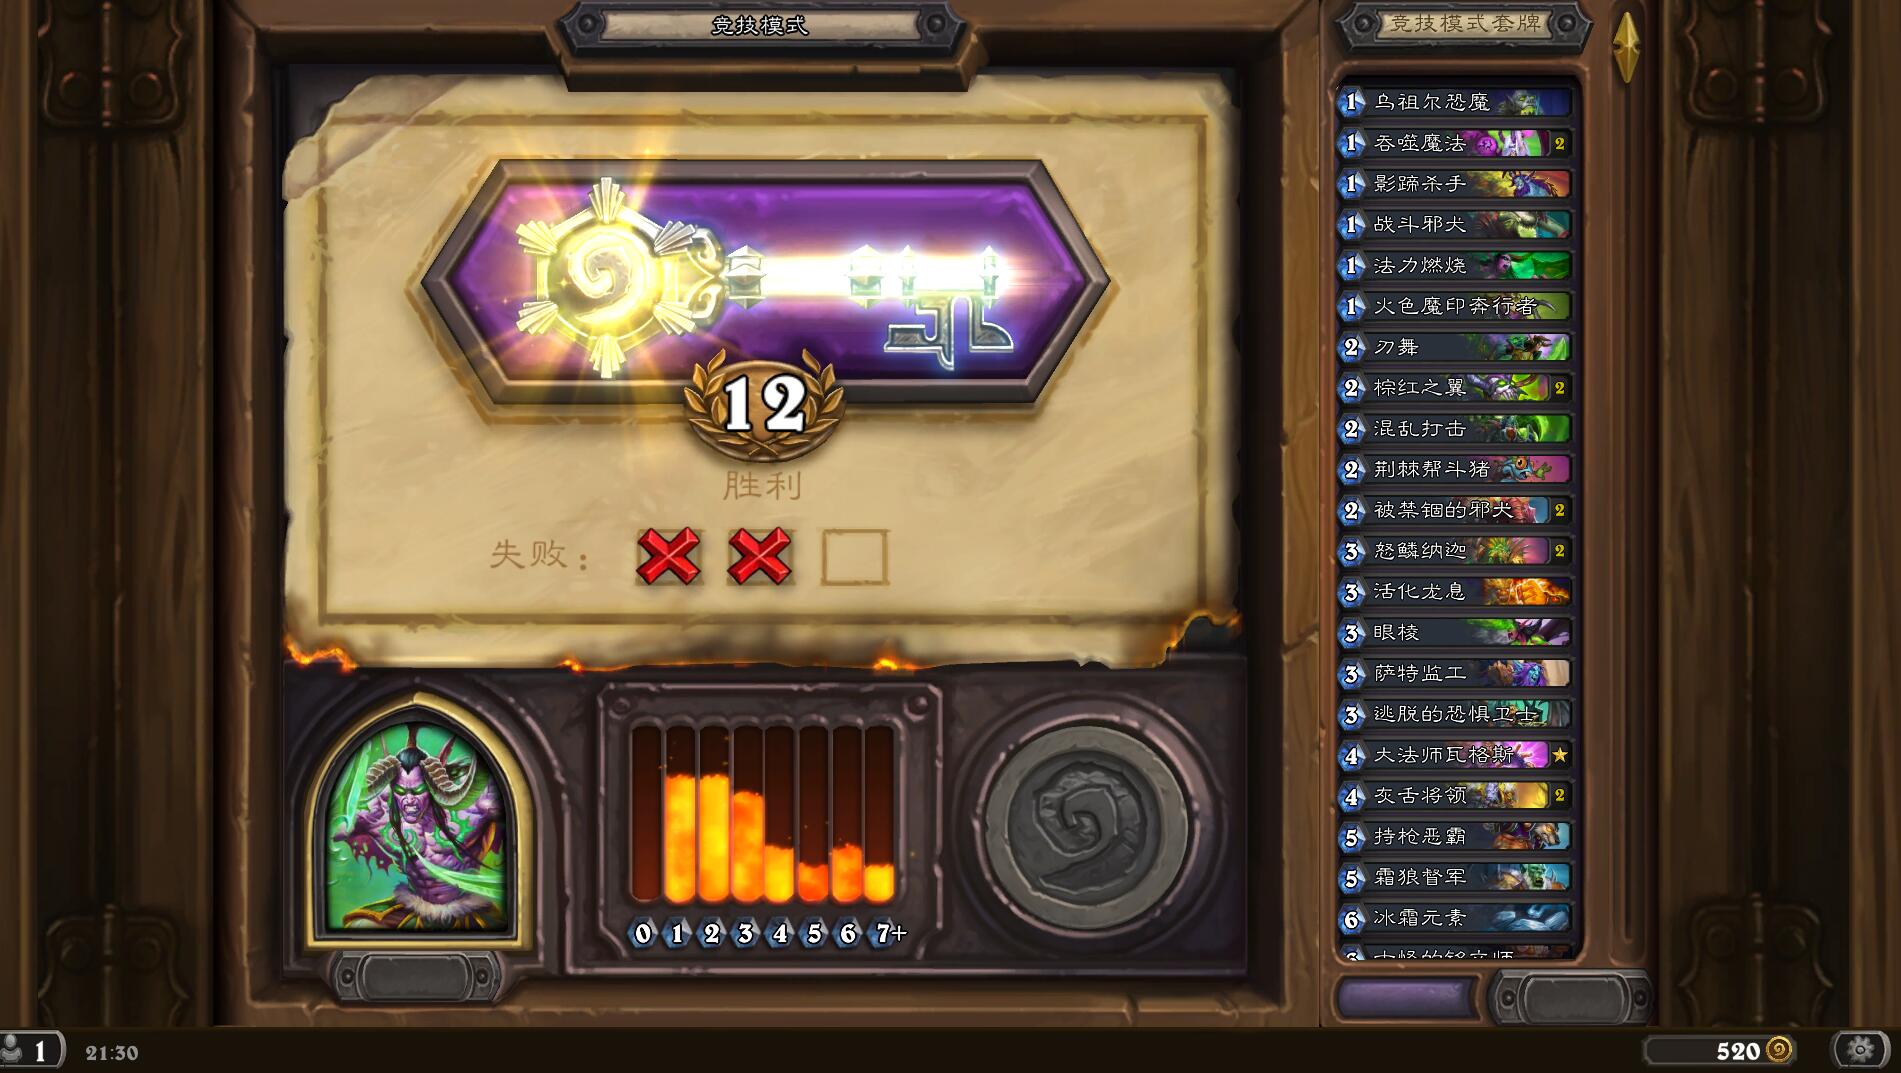 竞技模式
竞技模式套牌
12
胜利
失败：
0 1 2 3 4 5 6 7+
1 乌祖尔恐魔
1 吞噬魔法 2
1 影蹄杀手
1 战斗邪犬
1 法力燃烧
1 火色魔印奔行者
2 刃舞
2 棕红之翼 2
2 混乱打击
2 荆棘帮斗猪
2 被禁锢的邪犬 2
3 怒鳞纳迦 2
3 活化龙息
3 眼棱
3 萨特监工
3 逃脱的恐惧卫士
4 大法师瓦格斯
4 灰舌将领 2
5 持枪恶霸
5 霜狼督军
6 冰霜元素
1
21:30
520